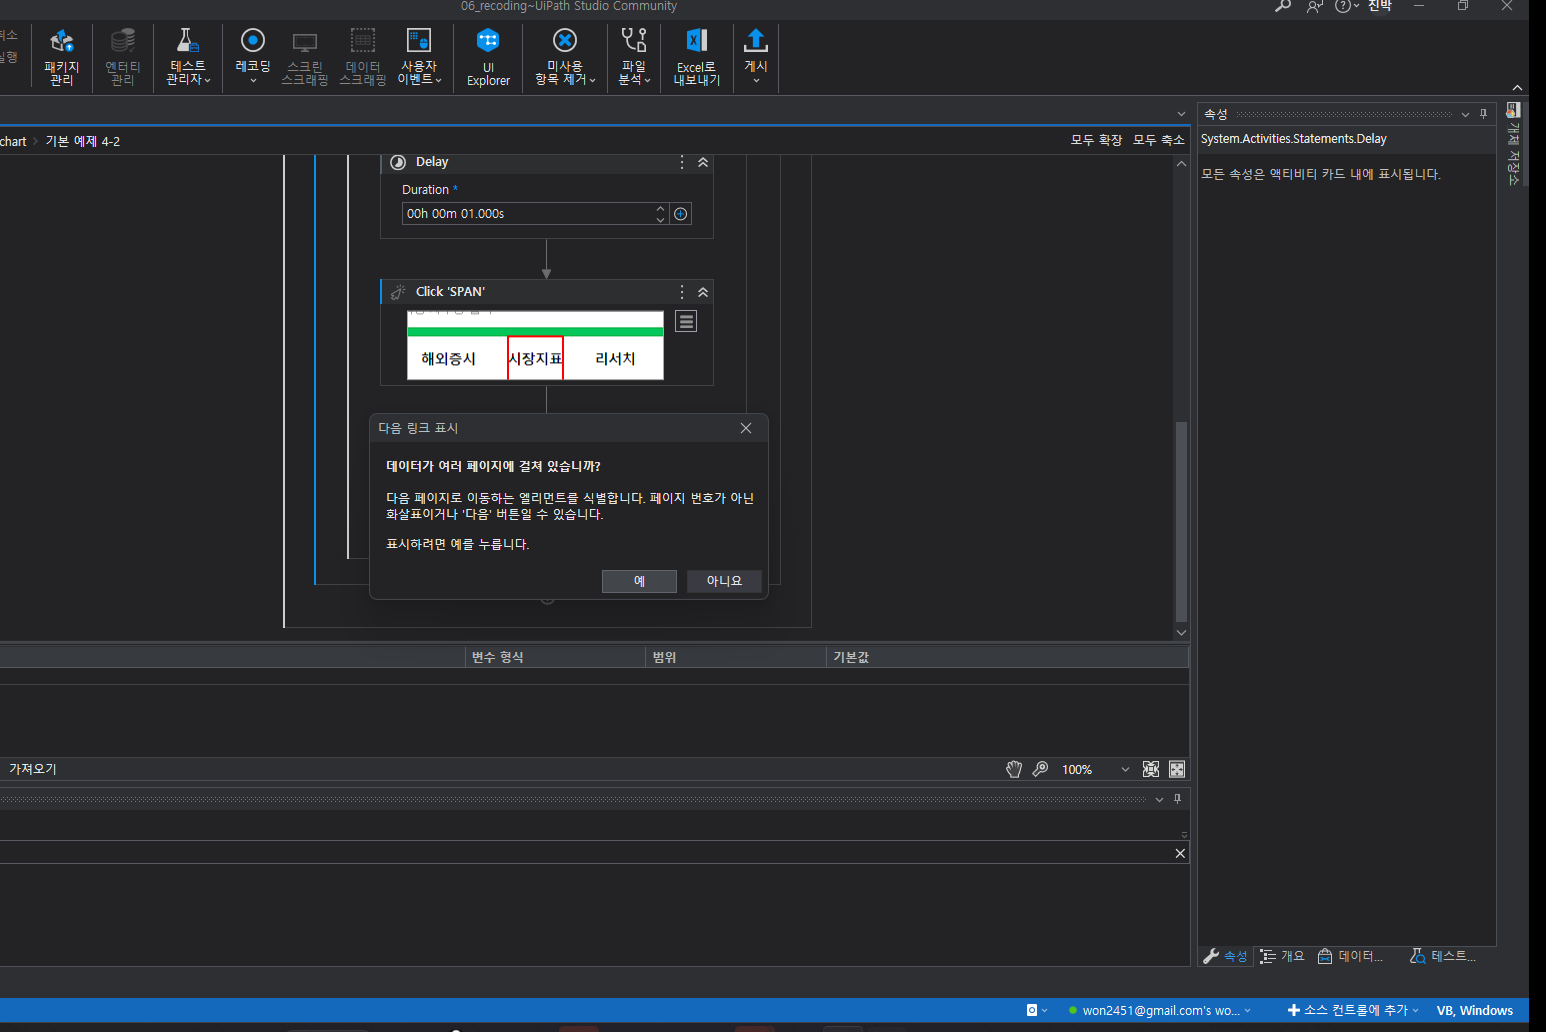 06_recoding~UiPath Studio Community
진박
취소
실행
패키지
관리
엔터티
관리
테스트
관리자
레코딩
스크린
스크래핑
데이터
스크래핑
사용자
이벤트
UI
Explorer
미사용
항목 제거
파일
분석
Excel로
내보내기
게시
chart > 기본 예제 4-2
모두 확장 모두 축소
속성
System.Activities.Statements.Delay
모든 속성은 액티비티 카드 내에 표시됩니다.
개체 저장소
Delay
Duration *
00h 00m 01.000s
Click 'SPAN'
해외증시 시장지표 리서치
다음 링크 표시
데이터가 여러 페이지에 걸쳐 있습니까?
다음 페이지로 이동하는 엘리먼트를 식별합니다. 페이지 번호가 아닌
화살표이거나 '다음' 버튼일 수 있습니다.
표시하려면 예를 누릅니다.
예 아니요
변수 형식 범위 기본값
가져오기
100%
속성 개요 데이터... 테스트...
won2451@gmail.com's wo...
소스 컨트롤에 추가
VB, Windows